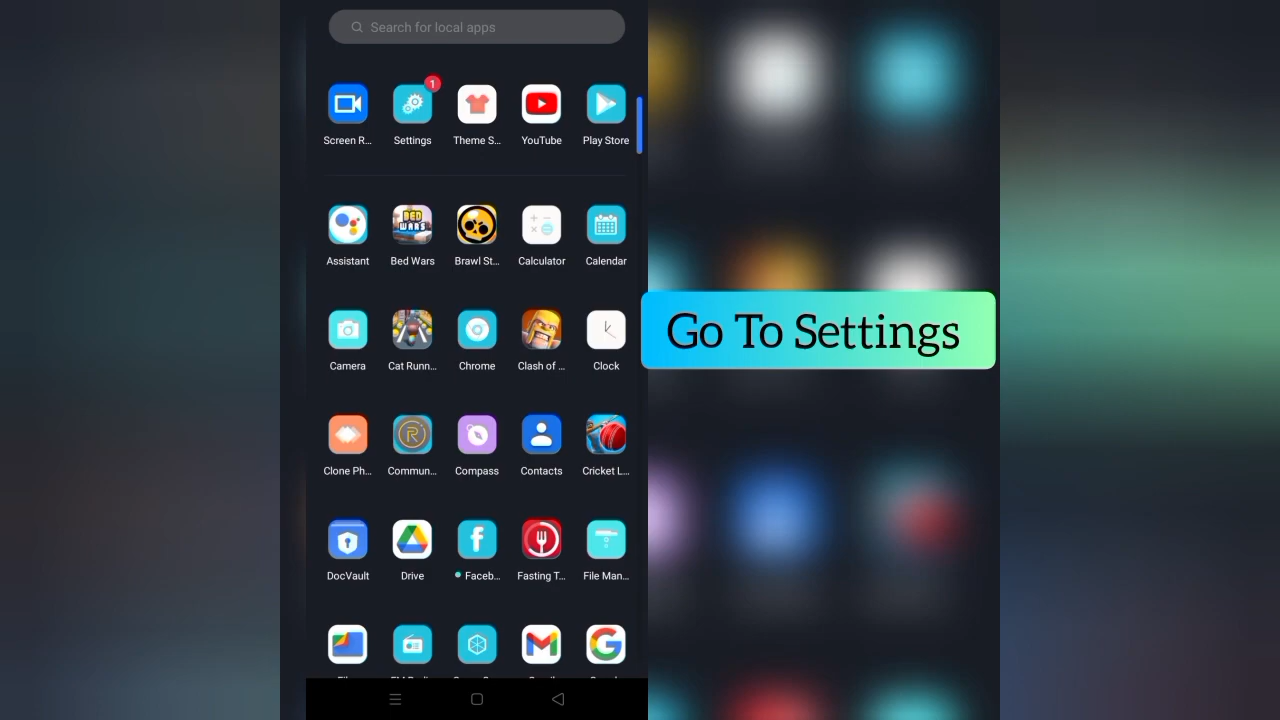 Search for local apps
1
Screen R... Settings Theme S... YouTube Play Store
BED WARS
Assistant Bed Wars Brawl St... Calculator Calendar
Camera Cat Runn... Chrome Clash of ... Clock
Go To Settings
Clone Ph... Commun... Compass Contacts Cricket L...
DocVault Drive Faceb... Fasting T... File Man...